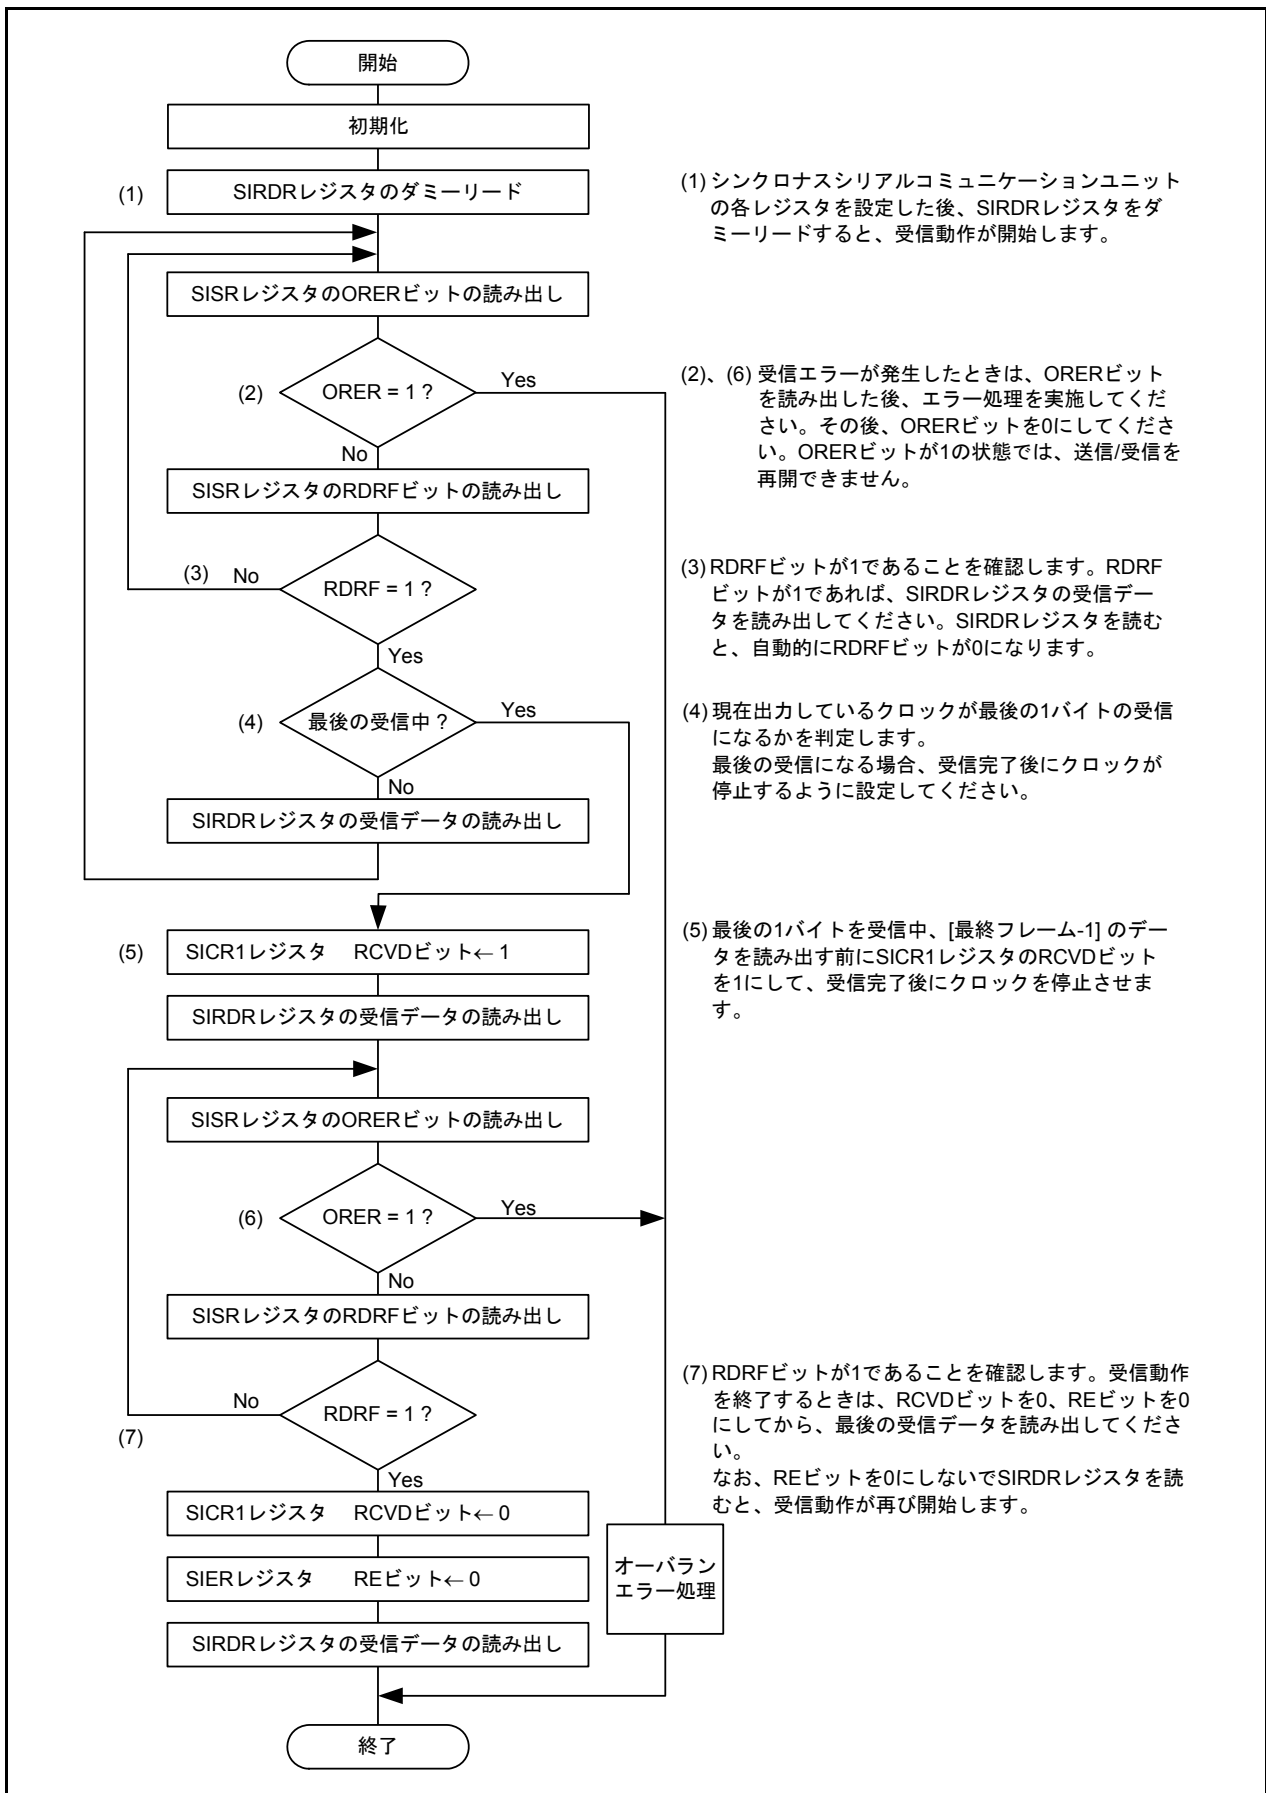 開始
初期化
(1)
SIRDRレジスタのダミーリード
(1) シンクロナスシリアルコミュニケーションユニット
の各レジスタを設定した後、SIRDRレジスタをダ
ミーリードすると、受信動作が開始します。
SISRレジスタのORERビットの読み出し
(2)
ORER = 1 ?
Yes
No
(2)、(6) 受信エラーが発生したときは、ORERビット
を読み出した後、エラー処理を実施してくだ
さい。その後、ORERビットを0にしてくださ
い。ORERビットが1の状態では、送信/受信を
再開できません。
SISRレジスタのRDRFビットの読み出し
(3)
No
RDRF = 1 ?
Yes
(3) RDRFビットが1であることを確認します。RDRF
ビットが1であれば、SIRDRレジスタの受信デー
タを読み出してください。SIRDRレジスタを読む
と、自動的にRDRFビットが0になります。
(4)
最後の受信中 ?
Yes
No
(4) 現在出力しているクロックが最後の1バイトの受信
になるかを判定します。
最後の受信になる場合、受信完了後にクロックが
停止するように設定してください。
SIRDRレジスタの受信データの読み出し
(5)
SICR1レジスタ RCVDビット← 1
(5) 最後の1バイトを受信中、[最終フレーム-1] のデー
タを読み出す前にSICR1レジスタのRCVDビット
を1にして、受信完了後にクロックを停止させま
す。
SIRDRレジスタの受信データの読み出し
SISRレジスタのORERビットの読み出し
(6)
ORER = 1 ?
Yes
No
SISRレジスタのRDRFビットの読み出し
No
RDRF = 1 ?
(7)
Yes
(7) RDRFビットが1であることを確認します。受信動作
を終了するときは、RCVDビットを0、REビットを0
にしてから、最後の受信データを読み出してくださ
い。
なお、REビットを0にしないでSIRDRレジスタを読
むと、受信動作が再び開始します。
SICR1レジスタ RCVDビット← 0
SIERレジスタ REビット← 0
オーバラン
エラー処理
SIRDRレジスタの受信データの読み出し
終了